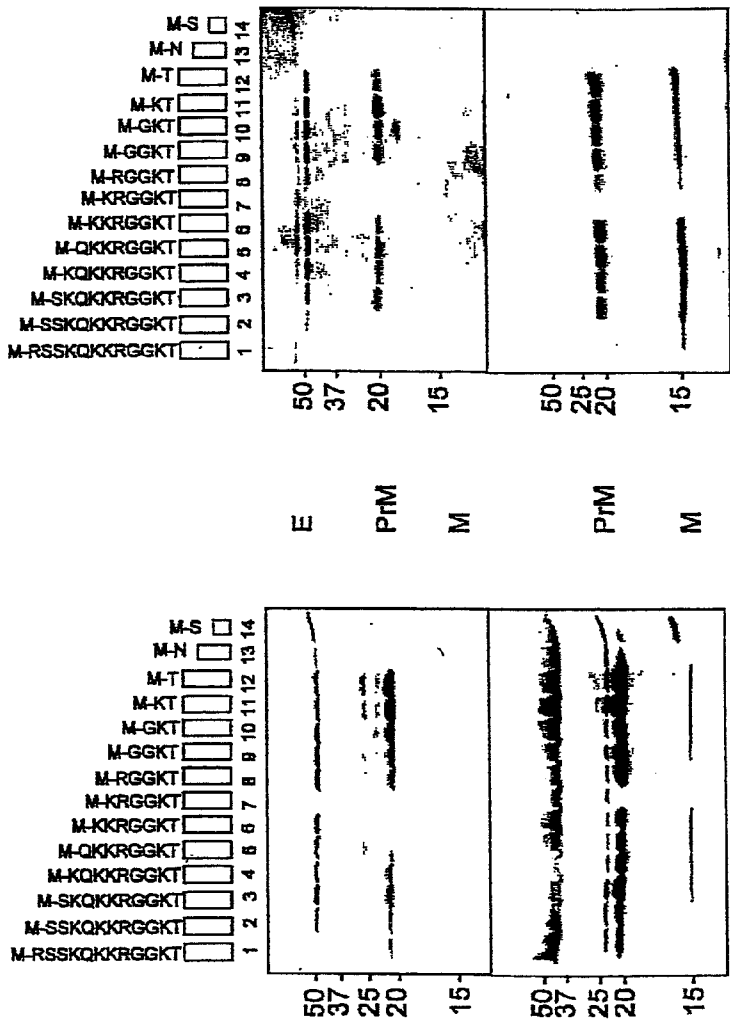 M-S 14
M-N 13
M-T 12
M-KT 11
M-GKT 10
M-GGKT 9
M-RGGKT 8
M-KRGGKT 7
M-KKRGGKT 6
M-QKKRGGKT 5
M-KQKKRGGKT 4
M-SKQKKRGGKT 3
M-SSKQKKRGGKT 2
M-RSSKQKKRGGKT 1
50
37
20
15
50
25
20
15
E
PrM
M
PrM
M
M-S 14
M-N 13
M-T 12
M-KT 11
M-GKT 10
M-GGKT 9
M-RGGKT 8
M-KRGGKT 7
M-KKRGGKT 6
M-QKKRGGKT 5
M-KQKKRGGKT 4
M-SKQKKRGGKT 3
M-SSKQKKRGGKT 2
M-RSSKQKKRGGKT 1
50
37
25
20
15
50
37
25
20
15